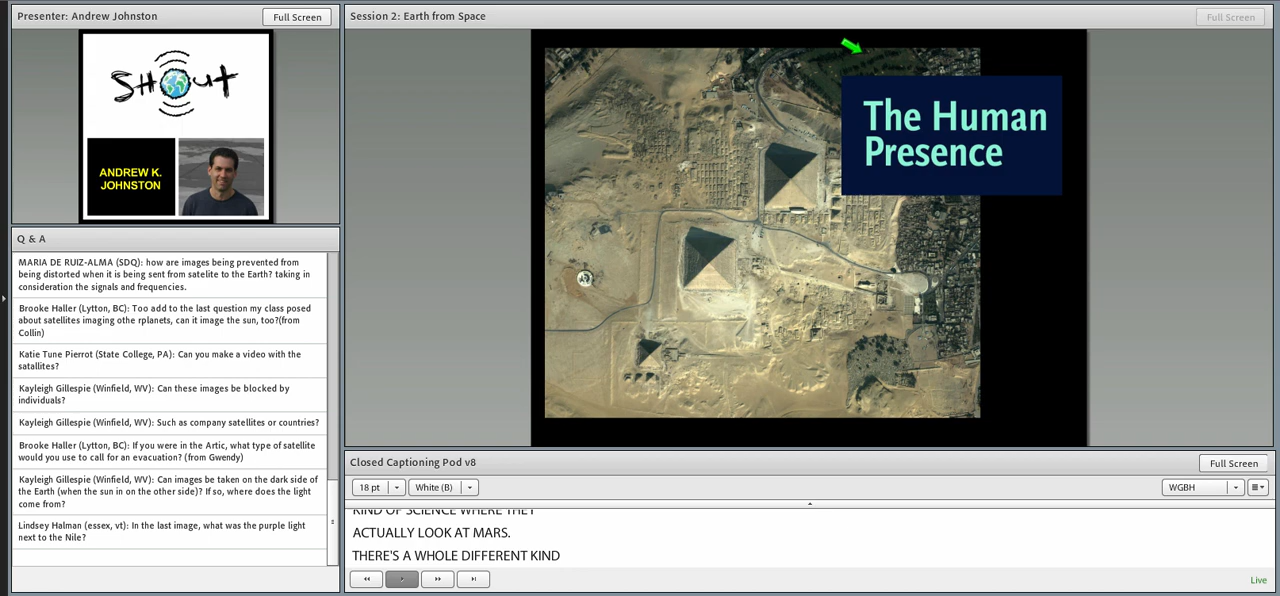 Presenter: Andrew Johnston
Full Screen
SHOUT
ANDREW K.
JOHNSTON
Q & A
MARIA DE RUIZ-ALMA (SDQ): how are images being prevented from
being distorted when it is being sent from satelite to the Earth? taking in
consideration the signals and frequencies.
Brooke Haller (Lytton, BC): Too add to the last question my class posed
about satellites imaging othe rplanets, can it image the sun, too?(from
Collin)
Katie Tune Pierrot (State College, PA): Can you make a video with the
satallites?
Kayleigh Gillespie (Winfield, WV): Can these images be blocked by
individuals?
Kayleigh Gillespie (Winfield, WV): Such as company satellites or countries?
Brooke Haller (Lytton, BC): If you were in the Artic, what type of satellite
would you use to call for an evacuation? (from Gwendy)
Kayleigh Gillespie (Winfield, WV): Can images be taken on the dark side of
the Earth (when the sun in on the other side)? If so, where does the light
come from?
Lindsey Halman (essex, vt): In the last image, what was the purple light
next to the Nile?
Session 2: Earth from Space
Full Screen
The Human
Presence
Closed Captioning Pod v8
Full Screen
18 pt
White (B)
WGBH
KIND OF SCIENCE WHERE THEY
ACTUALLY LOOK AT MARS.
THERE'S A WHOLE DIFFERENT KIND
Live